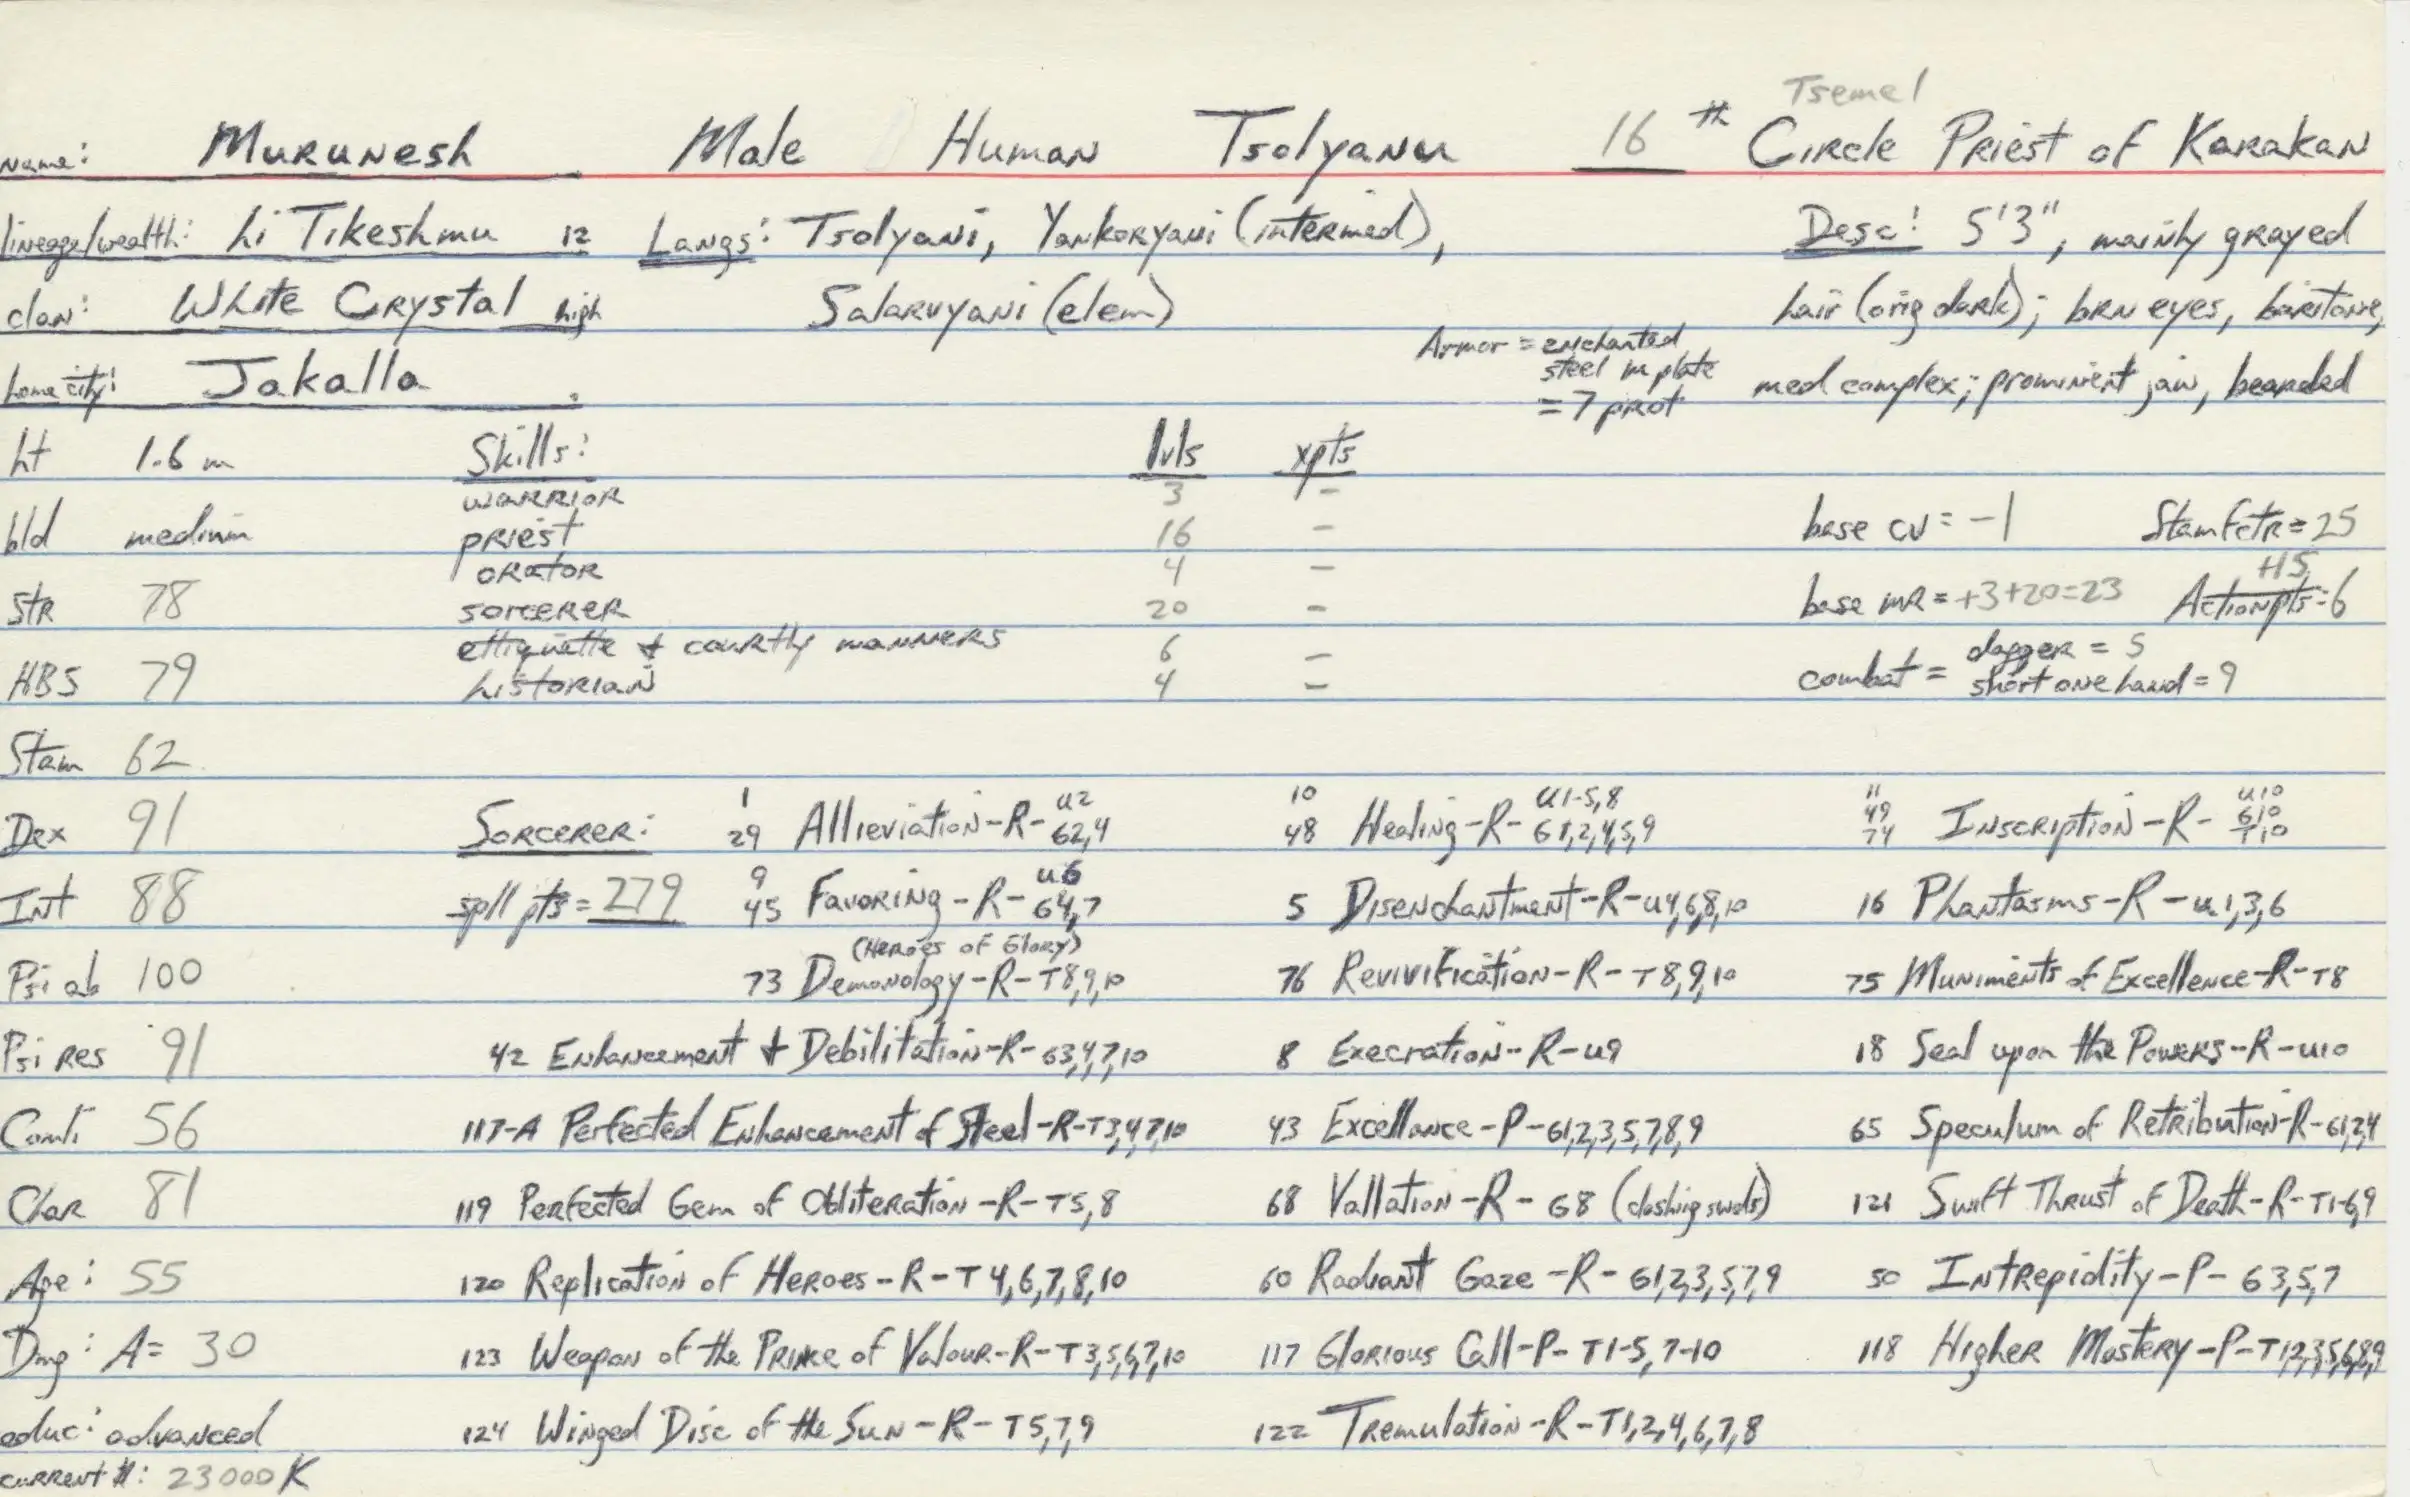 Tsemel
Name: Murunesh Male Human Tsolyanu 16th Circle Priest of Karakan
lineage/wealth: hi Tikeshmu 12 Langs: Tsolyani, Yankoryani (intermed), Desc: 5'3", mainly grayed
clan: White Crystal high Salarvyani (elem) hair (orig dark); brn eyes, baritone,
Armor = enchanted
steel m plate
= 7 prot
home city: Jakalla. med complex; prominent jaw, bearded
ht 1.6 m Skills: lvls xpts
warrior 3 -
bld medium priest 16 - base cv = -1 Stam fctr = 25
orator 4 - HS
Str 78 sorcerer 20 - base mr = +3+20=23 Action pts: 6
ettiquette & courtly manners 6 - combat = dagger = 5
HBS 79 historian 4 - short one hand = 9
Stam 62
1 u2 10 U1-5,8 11 u10
Dex 91 Sorcerer: 29 Allieviation-R- G2,4 48 Healing-R- G1,2,4,5,9 49 Inscription-R- G10
74 T10
9 u6
Int 88 spll pts = 279 45 Favoring-R- G4,7 5 Disenchantment-R-u4,6,8,10 16 Phantasms-R-u1,3,6
(Heroes of Glory)
Psi ab 100 73 Demonology-R-T8,9,10 76 Revivification-R-T8,9,10 75 Muniments of Excellence-R-T8
Psi res 91 42 Enhancement & Debilitation-R-G3,4,7,10 8 Execration-R-u9 18 Seal upon the Powers-R-u10
Comli 56 117-A Perfected Enhancement of Steel-R-T3,4,7,10 43 Excellance-P-G1,2,3,5,7,8,9 65 Speculum of Retribution-R-G1,2,4
Char 81 119 Perfected Gem of Obliteration-R-T5,8 68 Vallation-R-G8 (clashing swds) 121 Swift Thrust of Death-R-T1-6,9
Age: 55 120 Replication of Heroes-R-T4,6,7,8,10 60 Radiant Gaze-R-G1,2,3,5,7,9 50 Intrepidity-P-G3,5,7
Dmg: A= 30 123 Weapon of the Prince of Valour-R-T3,5,6,7,10 117 Glorious Call-P-T1-5,7-10 118 Higher Mastery-P-T1,2,3,5,6,8,9
educ: advanced 124 Winged Disc of the Sun-R-T5,7,9 122 Tremulation-R-T1,2,4,6,7,8
current $: 23000K